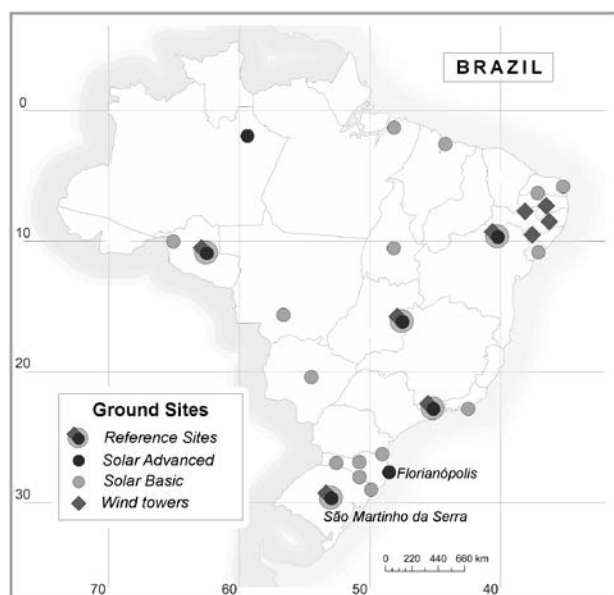 BRAZIL
0
10
20
30
Ground Sites
Reference Sites
Solar Advanced
Solar Basic
Wind towers
Florianópolis
São Martinho da Serra
0 220 440 660 km
70 60 50 40